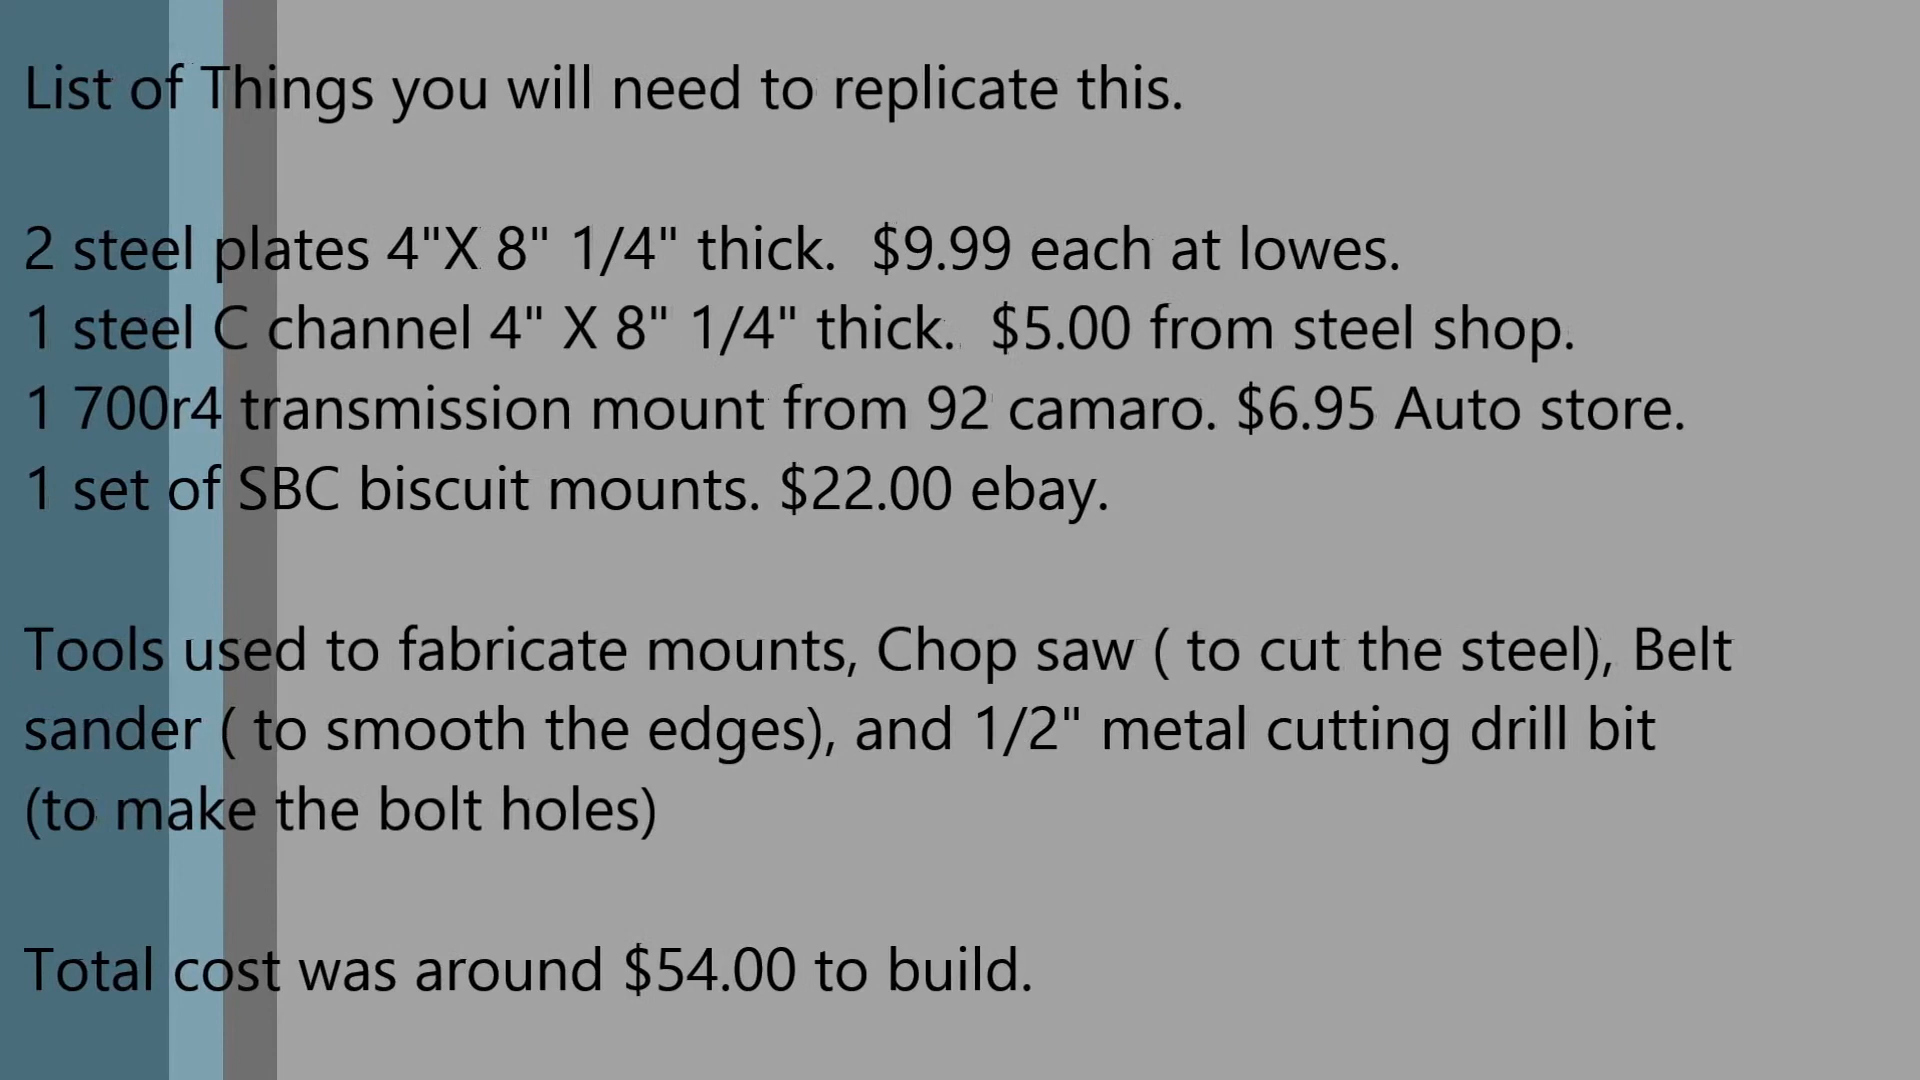 List of Things you will need to replicate this.
2 steel plates 4"X 8" 1/4" thick.  $9.99 each at lowes.
1 steel C channel 4" X 8" 1/4" thick.  $5.00 from steel shop.
1 700r4 transmission mount from 92 camaro. $6.95 Auto store.
1 set of SBC biscuit mounts. $22.00 ebay.
Tools used to fabricate mounts, Chop saw ( to cut the steel), Belt
sander ( to smooth the edges), and 1/2" metal cutting drill bit
(to make the bolt holes)
Total cost was around $54.00 to build.